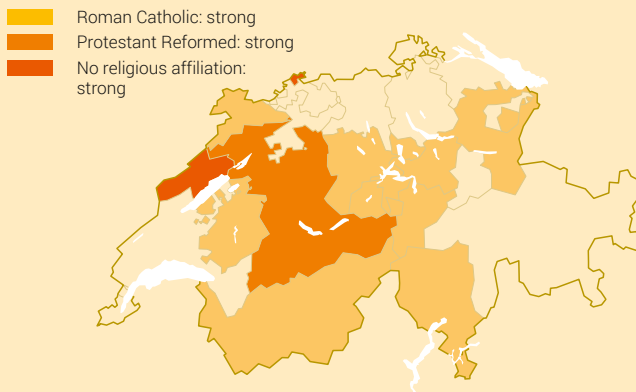 Roman Catholic: strong
Protestant Reformed: strong
No religious affiliation:
strong